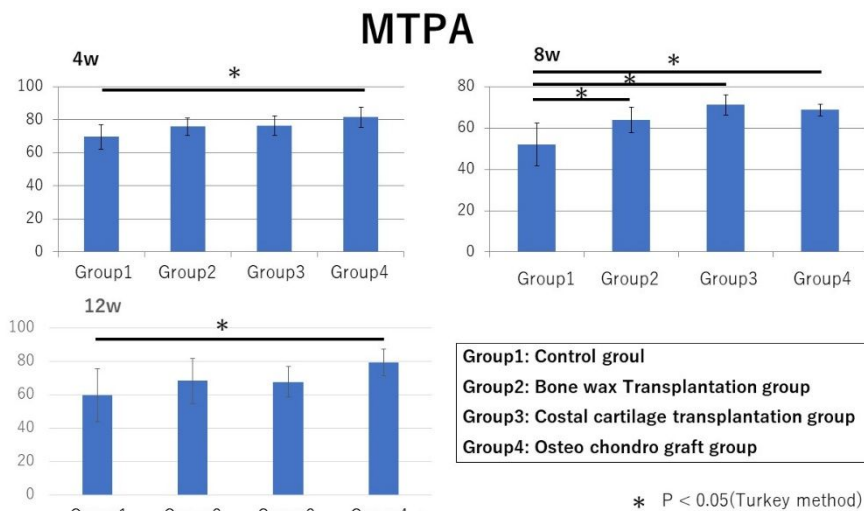 MTPA
4w
*
100
80
60
40
20
0
Group1 Group2 Group3 Group4
8w
*
*
*
80
60
40
20
0
Group1 Group2 Group3 Group4
12w
*
100
80
60
40
20
0
Group1: Control groul
Group2: Bone wax Transplantation group
Group3: Costal cartilage transplantation group
Group4: Osteo chondro graft group
* P < 0.05(Turkey method)